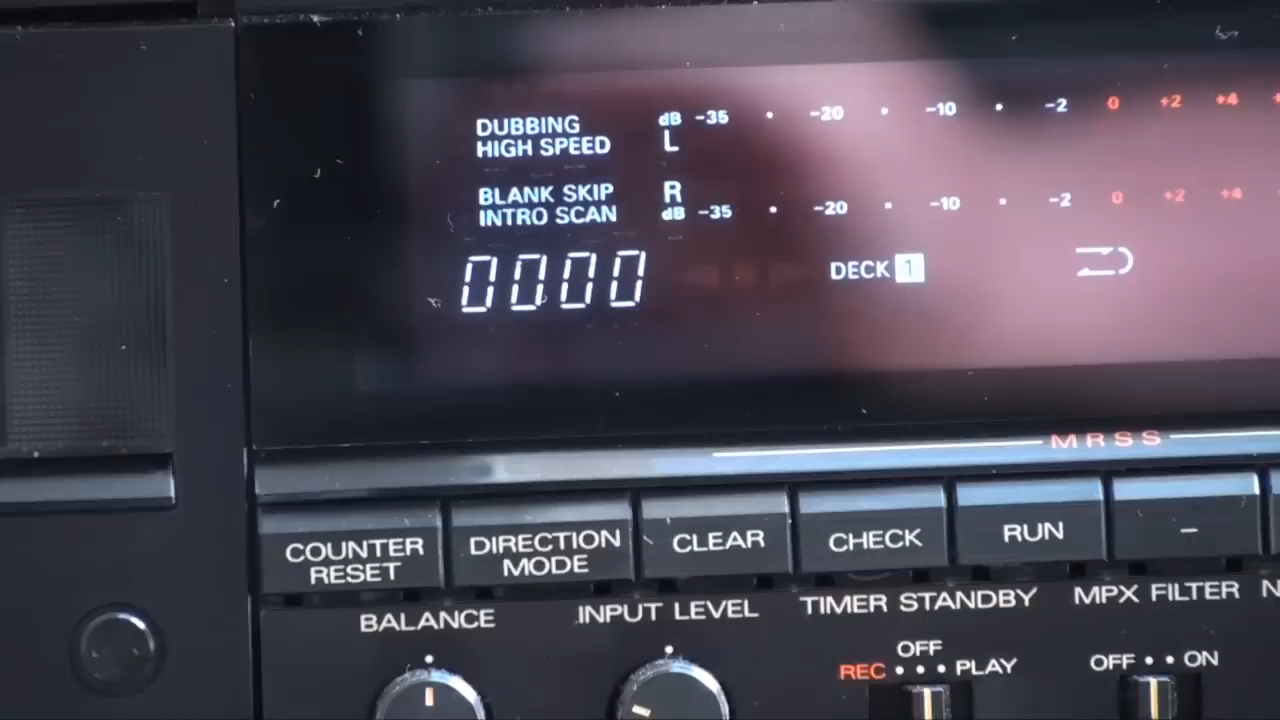 DUBBING
HIGH SPEED
dB -35 • -20 • -10 • -2 0 +2 +4
L
BLANK SKIP
INTRO SCAN
R
dB -35 • -20 • -10 • -2 0 +2 +4
0000
DECK 1
MRSS
COUNTER RESET
DIRECTION MODE
CLEAR
CHECK
RUN
–
BALANCE
INPUT LEVEL
TIMER STANDBY
MPX FILTER
OFF
REC • • • PLAY
OFF • • ON